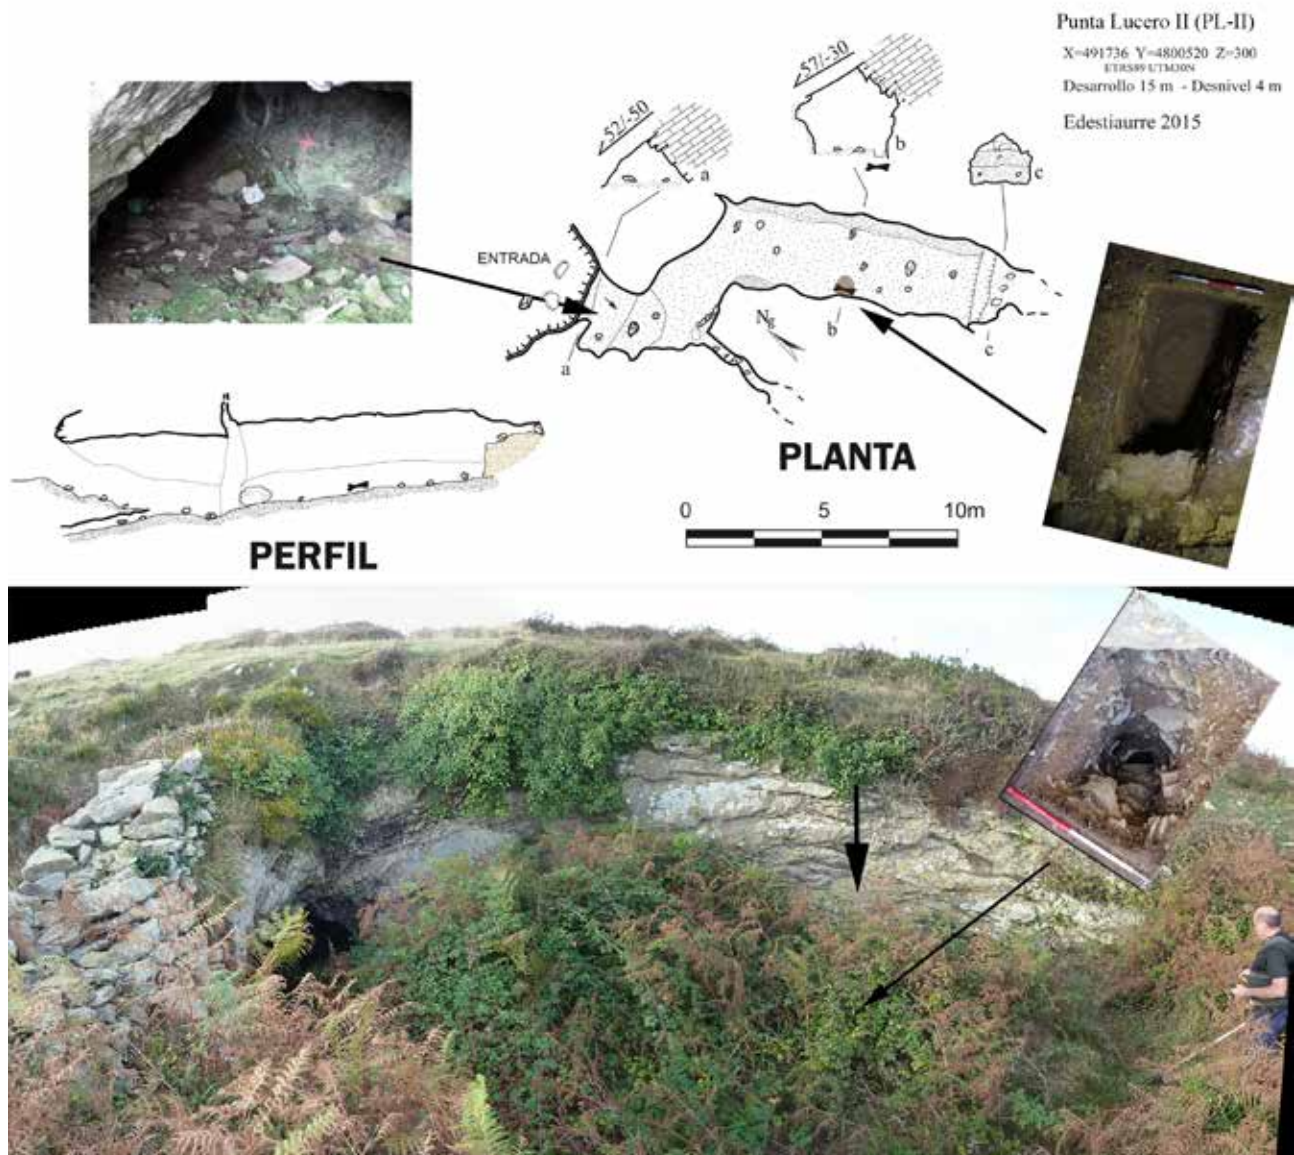 Punta Lucero II (PL-II)
X=491736 Y=4800520 Z=300
ETRS89 UTM30N
Desarrollo 15 m - Desnivel 4 m
Edestiaurre 2015
57/-30
b
52/-50
a
c
ENTRADA
Ng
b
c
a
PLANTA
0 5 10m
PERFIL